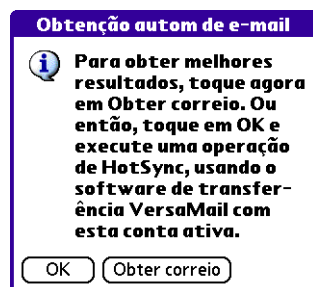 Obtenção autom de e-mail
Para obter melhores
resultados, toque agora
em Obter correio. Ou
então, toque em OK e
execute uma operação
de HotSync, usando o
software de transfer-
ência VersaMail com
esta conta ativa.
OK Obter correio